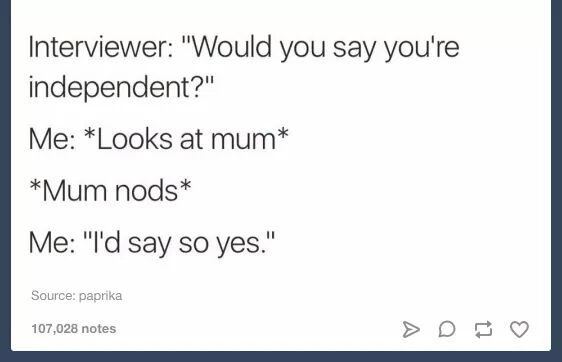 Interviewer: "Would you say you're
independent?"
Me: *Looks at mum*
*Mum nods*
Me: "I'd say so yes."
Source: paprika
107,028 notes